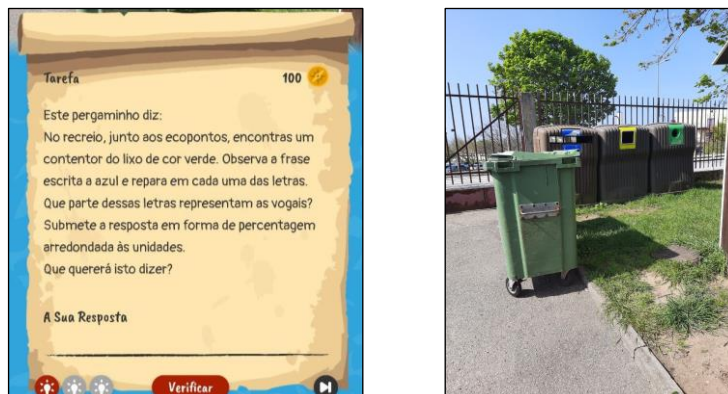 Tarefa 100
Este pergaminho diz:
No recreio, junto aos ecopontos, encontras um
contentor do lixo de cor verde. Observa a frase
escrita a azul e repara em cada uma das letras.
Que parte dessas letras representam as vogais?
Submete a resposta em forma de percentagem
arredondada às unidades.
Que quererá isto dizer?
A Sua Resposta
Verificar